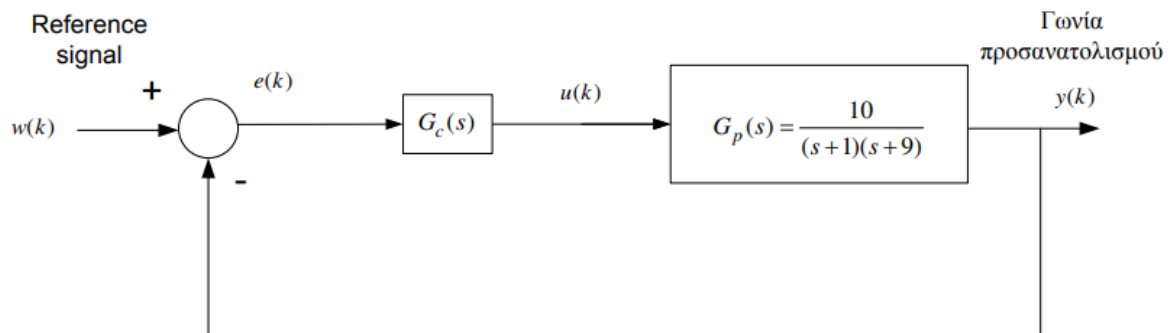 Reference
signal
Γωνία
προσανατολισμού
+
e(k)
u(k)
y(k)
w(k)
G_c(s)
G_p(s) = 10 / ((s+1)(s+9))
-